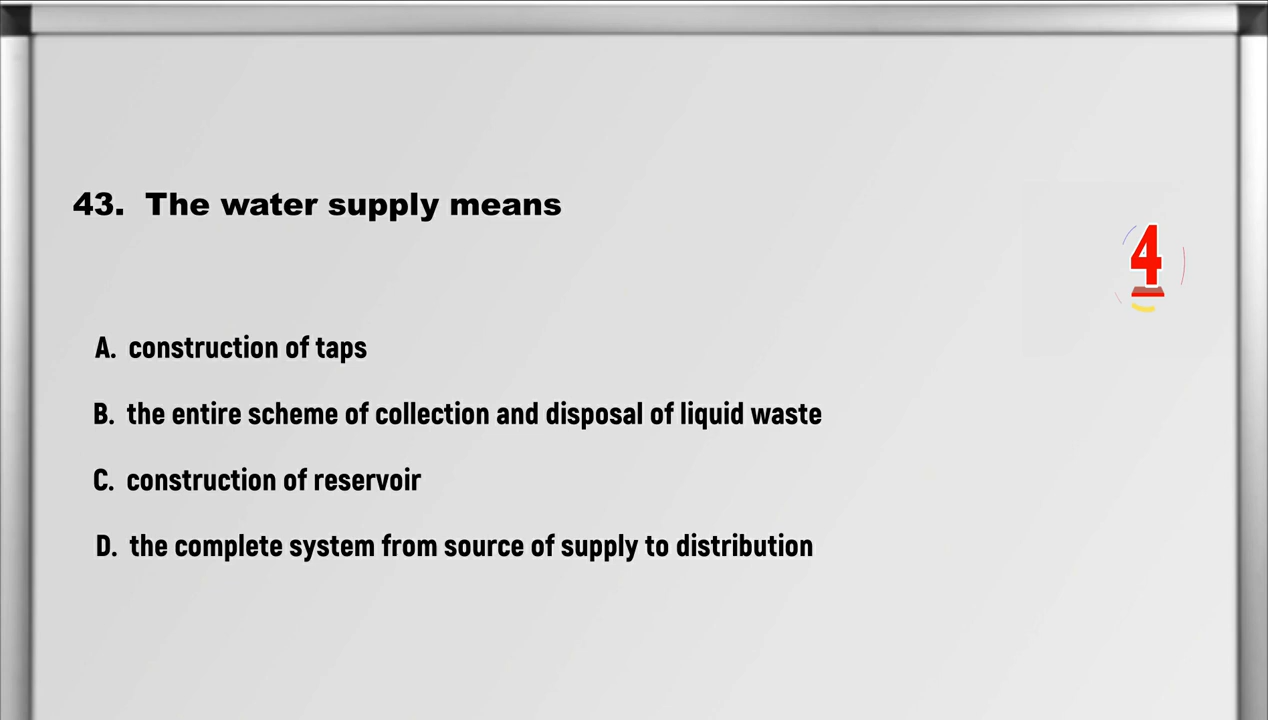 43. The water supply means
4
A. construction of taps
B. the entire scheme of collection and disposal of liquid waste
C. construction of reservoir
D. the complete system from source of supply to distribution